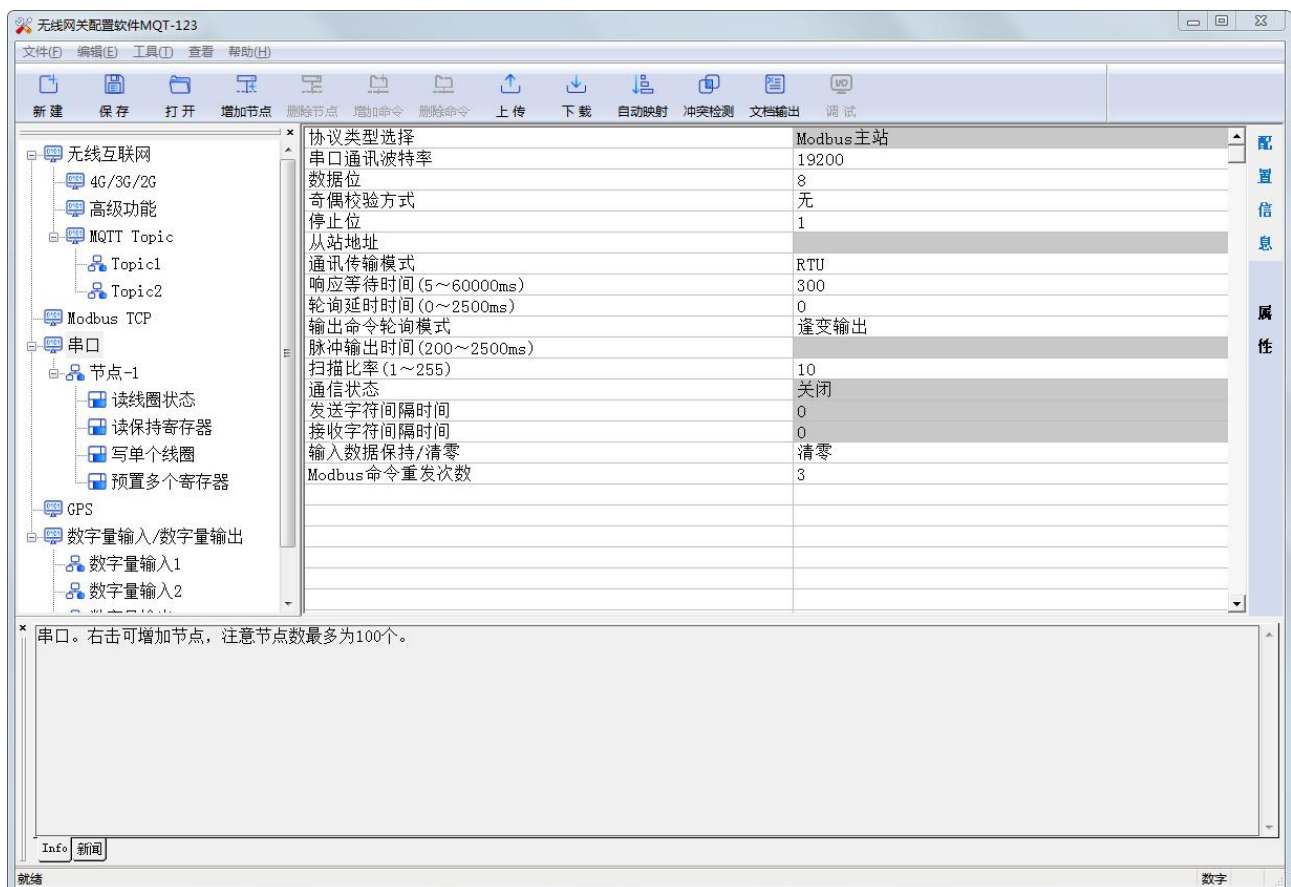 无线网关配置软件MQT-123
文件(F) 编辑(E) 工具(T) 查看 帮助(H)
新建 保存 打开 增加节点 删除节点 增加命令 删除命令 上传 下载 自动映射 冲突检测 文档输出 调试
无线互联网
4G/3G/2G
高级功能
MQTT Topic
Topic1
Topic2
Modbus TCP
串口
节点-1
读线圈状态
读保持寄存器
写单个线圈
预置多个寄存器
GPS
数字量输入/数字量输出
数字量输入1
数字量输入2
协议类型选择 Modbus主站
串口通讯波特率 19200
数据位 8
奇偶校验方式 无
停止位 1
从站地址
通讯传输模式 RTU
响应等待时间(5~60000ms) 300
轮询延时时间(0~2500ms) 0
输出命令轮询模式 逢变输出
脉冲输出时间(200~2500ms)
扫描比率(1~255) 10
通信状态 关闭
发送字符间隔时间 0
接收字符间隔时间 0
输入数据保持/清零 清零
Modbus命令重发次数 3
配置信息
属性
串口。右击可增加节点，注意节点数最多为100个。
Info 新闻
就绪 数字